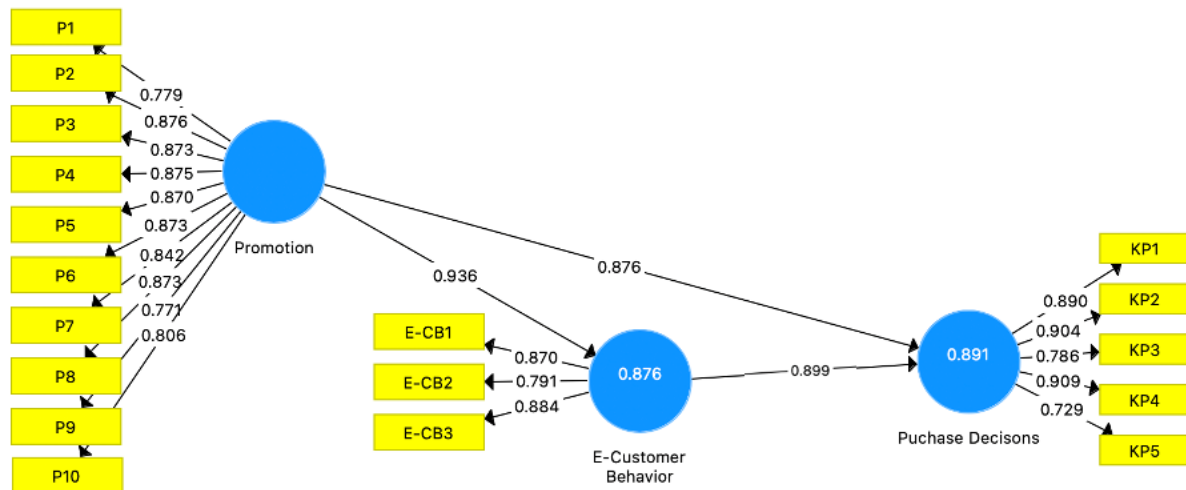 P1
P2
P3
P4
P5
P6
P7
P8
P9
P10
0.779
0.876
0.873
0.875
0.870
0.873
0.842
0.873
0.771
0.806
Promotion
0.936
0.876
E-CB1
E-CB2
E-CB3
0.870
0.791
0.884
0.876
E-Customer
Behavior
0.899
0.891
Puchase Decisons
0.890
0.904
0.786
0.909
0.729
KP1
KP2
KP3
KP4
KP5